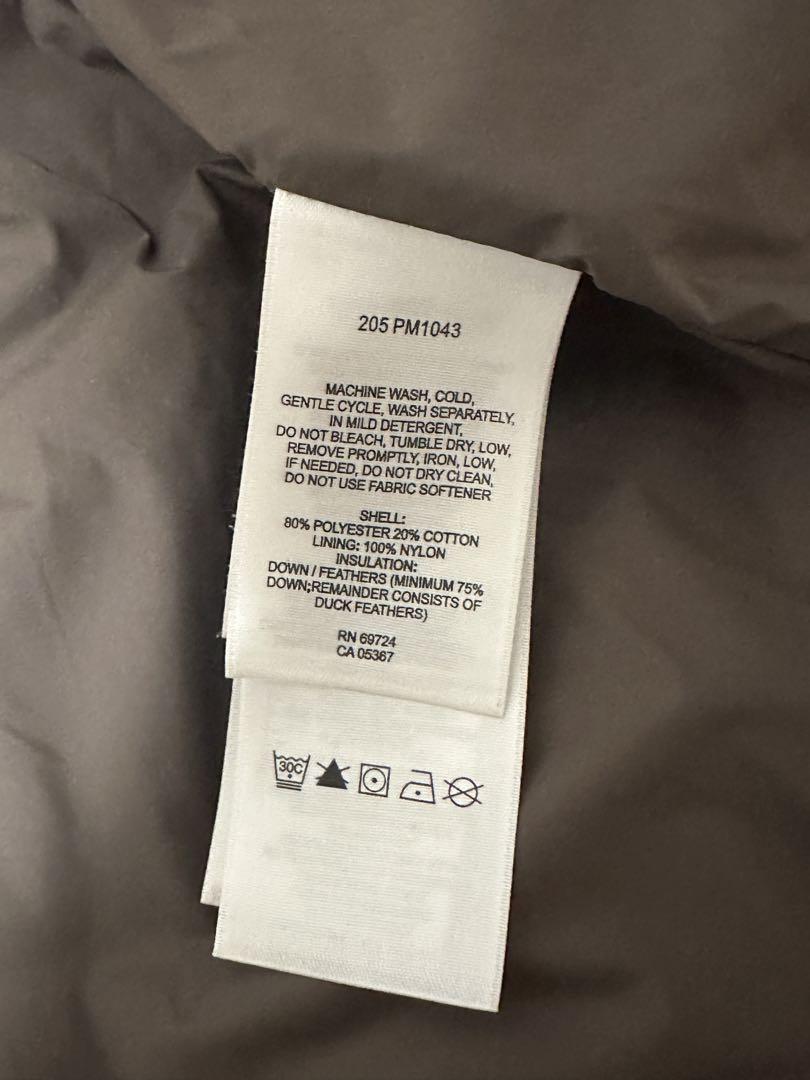 205 PM1043
MACHINE WASH, COLD,
GENTLE CYCLE, WASH SEPARATELY,
IN MILD DETERGENT,
DO NOT BLEACH, TUMBLE DRY, LOW,
REMOVE PROMPTLY, IRON, LOW,
IF NEEDED, DO NOT DRY CLEAN,
DO NOT USE FABRIC SOFTENER
SHELL:
80% POLYESTER 20% COTTON
LINING: 100% NYLON
INSULATION:
DOWN / FEATHERS (MINIMUM 75%
DOWN;REMAINDER CONSISTS OF
DUCK FEATHERS)
RN 69724
CA 05367
30C